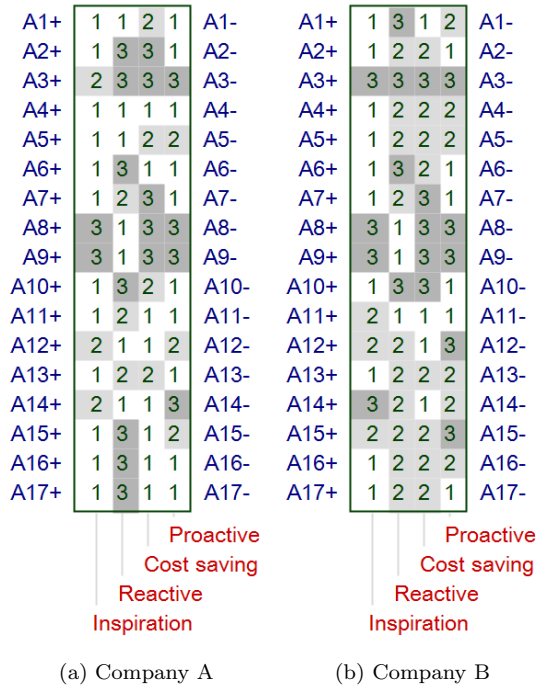 A1+ 1 1 2 1 A1- A1+ 1 3 1 2 A1-
A2+ 1 3 3 1 A2- A2+ 1 2 2 1 A2-
A3+ 2 3 3 3 A3- A3+ 3 3 3 3 A3-
A4+ 1 1 1 1 A4- A4+ 1 2 2 2 A4-
A5+ 1 1 2 2 A5- A5+ 1 2 2 2 A5-
A6+ 1 3 1 1 A6- A6+ 1 3 2 1 A6-
A7+ 1 2 3 1 A7- A7+ 1 2 3 1 A7-
A8+ 3 1 3 3 A8- A8+ 3 1 3 3 A8-
A9+ 3 1 3 3 A9- A9+ 3 1 3 3 A9-
A10+ 1 3 2 1 A10- A10+ 1 3 3 1 A10-
A11+ 1 2 1 1 A11- A11+ 2 1 1 1 A11-
A12+ 2 1 1 2 A12- A12+ 2 2 1 3 A12-
A13+ 1 2 2 1 A13- A13+ 1 2 2 2 A13-
A14+ 2 1 1 3 A14- A14+ 3 2 1 2 A14-
A15+ 1 3 1 2 A15- A15+ 2 2 2 3 A15-
A16+ 1 3 1 1 A16- A16+ 1 2 2 2 A16-
A17+ 1 3 1 1 A17- A17+ 1 2 2 1 A17-
Proactive Proactive
Cost saving Cost saving
Reactive Reactive
Inspiration Inspiration
(a) Company A (b) Company B